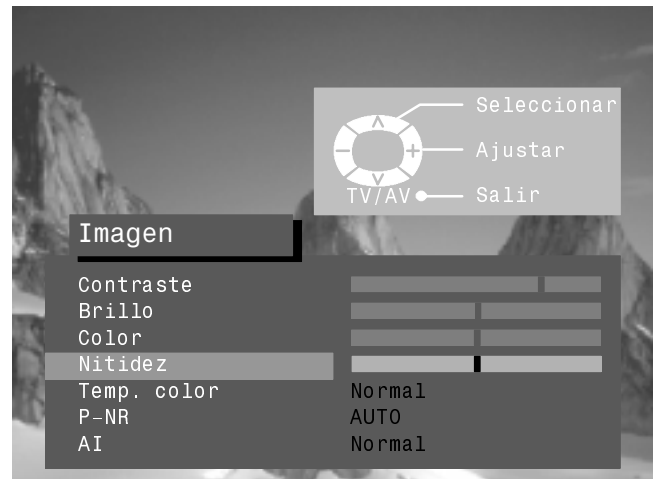 Seleccionar
Ajustar
TV/AV Salir
Imagen
Contraste
Brillo
Color
Nitidez
Temp. color Normal
P-NR AUTO
AI Normal